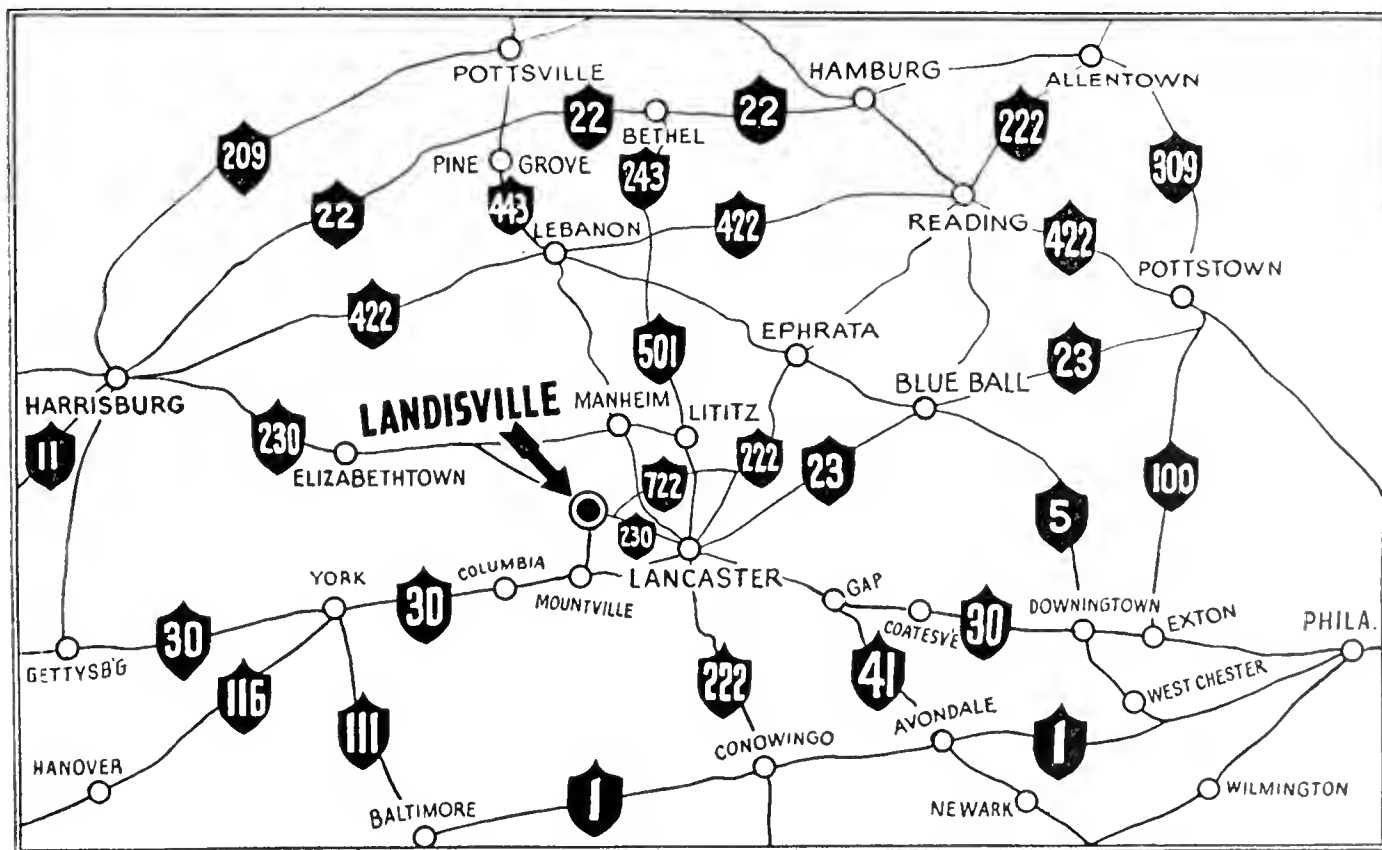 POTTSVILLE
HAMBURG
ALLENTOWN
22
22
BETHEL
222
209
PINE GROVE
243
309
22
443
LEBANON
422
READING
422
POTTSTOWN
422
EPHRATA
501
23
BLUE BALL
HARRISBURG
LANDISVILLE
MANHEIM
LITITZ
11
230
ELIZABETHTOWN
722
222
23
100
5
230
COLUMBIA
LANCASTER
GAP
YORK
30
MOUNTVILLE
COATESV'E
30
DOWNINGTOWN
EXTON
PHILA.
30
GETTYSB'G
116
222
41
WEST CHESTER
111
AVONDALE
1
CONOWINGO
HANOVER
BALTIMORE
1
NEWARK
WILMINGTON